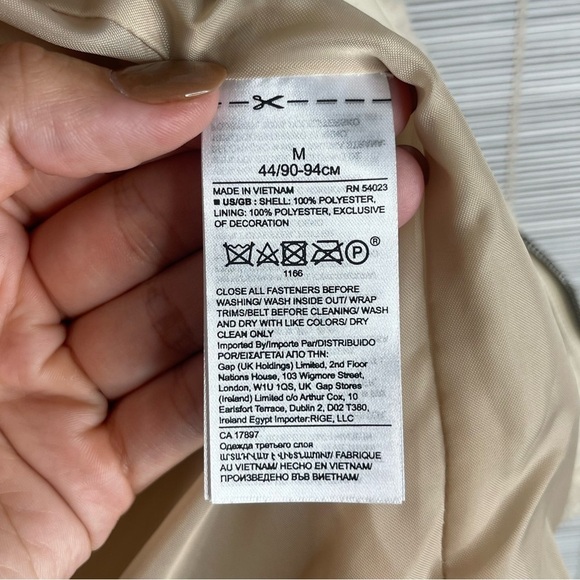 M
44/90-94см
MADE IN VIETNAM RN 54023
■ US/GB : SHELL: 100% POLYESTER,
LINING: 100% POLYESTER, EXCLUSIVE
OF DECORATION
P®
1166
CLOSE ALL FASTENERS BEFORE
WASHING/ WASH INSIDE OUT/ WRAP
TRIMS/BELT BEFORE CLEANING/ WASH
AND DRY WITH LIKE COLORS/ DRY
CLEAN ONLY
Imported By/Importe Par/DISTRIBUIDO
POR/ΕΙΣΑΓΕΤΑΙ ΑΠΟ ΤΗΝ:
Gap (UK Holdings) Limited, 2nd Floor
Nations House, 103 Wigmore Street,
London, W1U 1QS, UK Gap Stores
(Ireland) Limited c/o Arthur Cox, 10
Earlsfort Terrace, Dublin 2, D02 T380,
Ireland Egypt Importer:RIGE, LLC
CA 17897
Одежда третьего слоя
ԱՐՏԱԴՐՎԱԾ Է ՎԻԵՏՆԱՄՈՒՄ/ FABRIQUE
AU VIETNAM/ HECHO EN VIETNAM/
ПРОИЗВЕДЕНО ВЪВ ВИЕТНАМ/